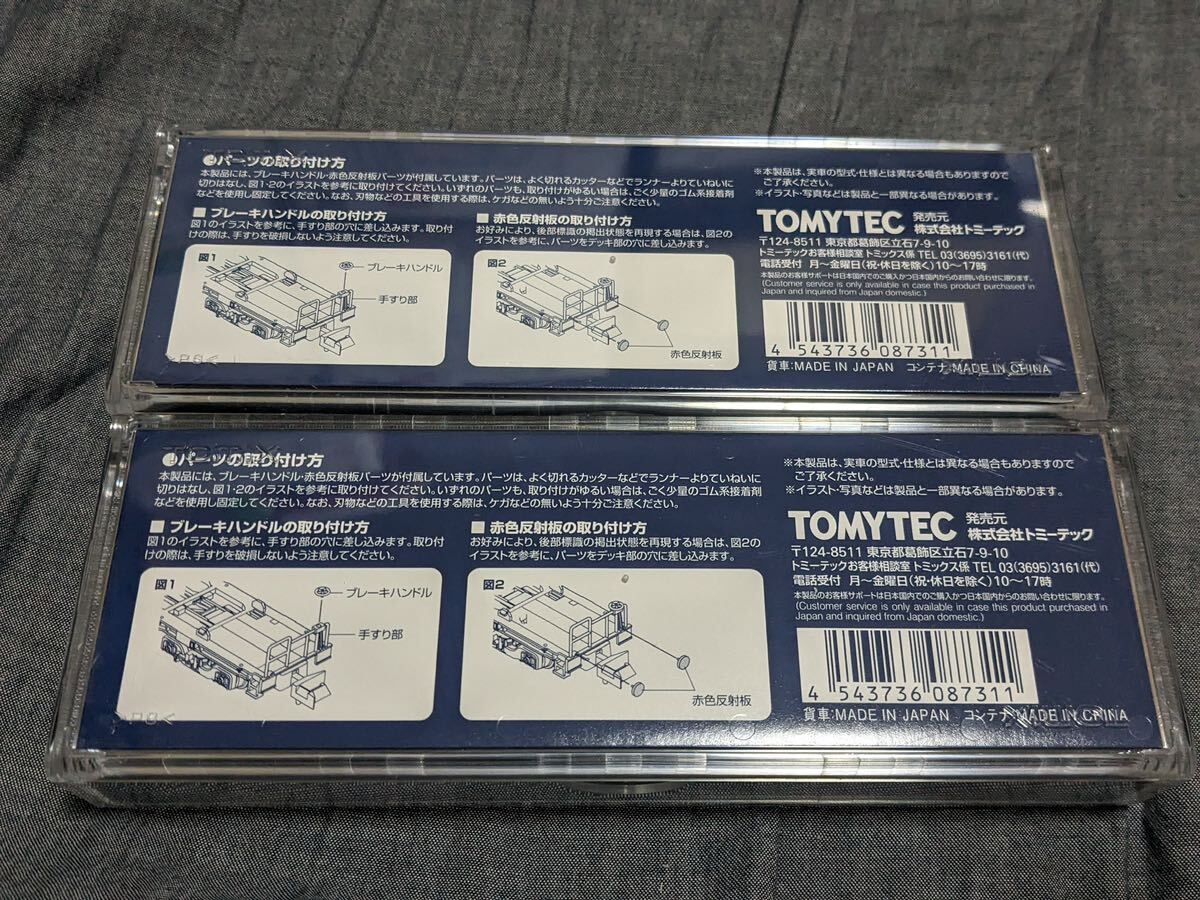 ●パーツの取り付け方
本製品には、ブレーキハンドル・赤色反射板パーツが付属しています。パーツは、よく切れるカッターなどでランナーよりていねいに
切りはなし、図1・2のイラストを参考に取り付けてください。いずれのパーツも、取り付けがゆるい場合は、ごく少量のゴム系接着剤
などを使用し固定してください。なお、刃物などの工具を使用する際は、ケガなどの無いよう十分ご注意ください。
■ブレーキハンドルの取り付け方
図1のイラストを参考に、手すり部の穴に差し込みます。取り付
けの際は、手すりを破損しないよう注意してください。
■赤色反射板の取り付け方
お好みにより、後部標識の掲出状態を再現する場合は、図2の
イラストを参考に、パーツをデッキ部の穴に差し込みます。
図1
ブレーキハンドル
手すり部
図2
赤色反射板
※本製品は、実車の型式・仕様とは異なる場合もありますので
ご了承ください。
※イラスト・写真などは製品と一部異なる場合があります。
TOMYTEC 発売元 株式会社トミーテック
〒124-8511 東京都葛飾区立石7-9-10
トミーテックお客様相談室 トミックス係 TEL 03(3695)3161(代)
電話受付 月〜金曜日(祝・休日を除く)10〜17時
本製品のお客様サポートは日本国内でのご購入かつ日本国内からのお問い合わせに限ります。
(Customer service is only available in case this product purchased in
Japan and inquired from Japan domestic.)
4 543736 087311
貨車:MADE IN JAPAN コンテナ:MADE IN CHINA
>PS<
●パーツの取り付け方
本製品には、ブレーキハンドル・赤色反射板パーツが付属しています。パーツは、よく切れるカッターなどでランナーよりていねいに
切りはなし、図1・2のイラストを参考に取り付けてください。いずれのパーツも、取り付けがゆるい場合は、ごく少量のゴム系接着剤
などを使用し固定してください。なお、刃物などの工具を使用する際は、ケガなどの無いよう十分ご注意ください。
■ブレーキハンドルの取り付け方
図1のイラストを参考に、手すり部の穴に差し込みます。取り付
けの際は、手すりを破損しないよう注意してください。
■赤色反射板の取り付け方
お好みにより、後部標識の掲出状態を再現する場合は、図2の
イラストを参考に、パーツをデッキ部の穴に差し込みます。
図1
ブレーキハンドル
手すり部
図2
赤色反射板
※本製品は、実車の型式・仕様とは異なる場合もありますので
ご了承ください。
※イラスト・写真などは製品と一部異なる場合があります。
TOMYTEC 発売元 株式会社トミーテック
〒124-8511 東京都葛飾区立石7-9-10
トミーテックお客様相談室 トミックス係 TEL 03(3695)3161(代)
電話受付 月〜金曜日(祝・休日を除く)10〜17時
本製品のお客様サポートは日本国内でのご購入かつ日本国内からのお問い合わせに限ります。
(Customer service is only available in case this product purchased in
Japan and inquired from Japan domestic.)
4 543736 087311
貨車:MADE IN JAPAN コンテナ:MADE IN CHINA
>PS<